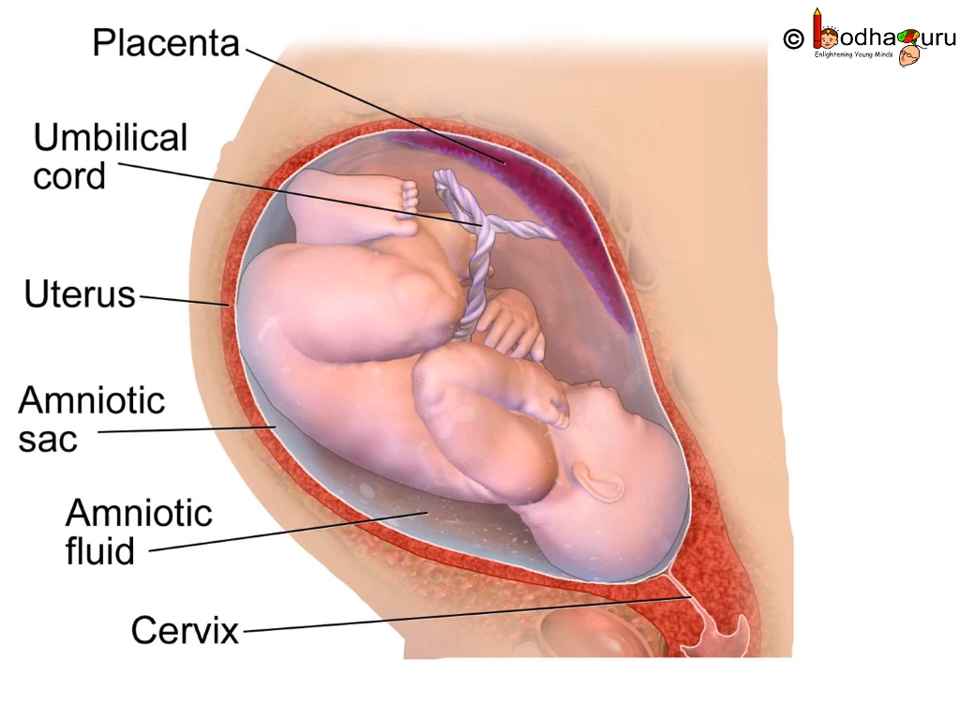 Placenta
© BodhaGuru
Enlightening Young Minds
Umbilical
cord
Uterus
Amniotic
sac
Amniotic
fluid
Cervix